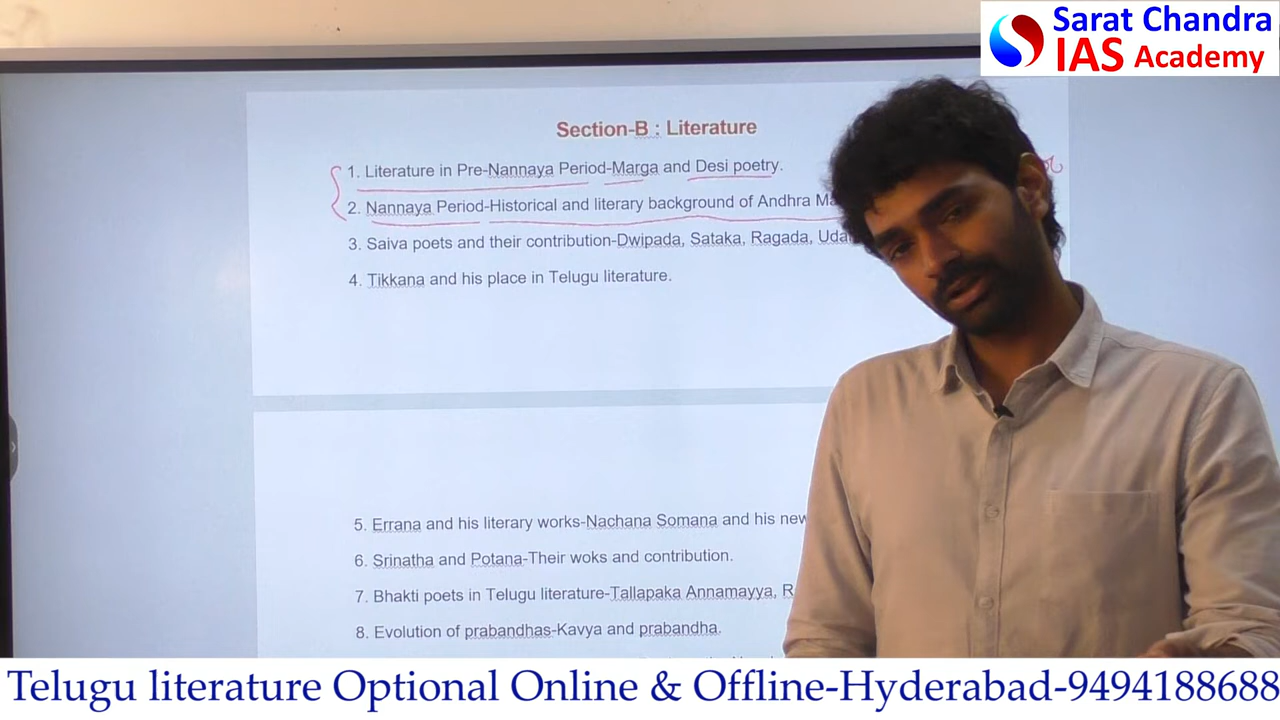 Sarat Chandra
IAS Academy
Section-B : Literature
1. Literature in Pre-Nannaya Period-Marga and Desi poetry.
2. Nannaya Period-Historical and literary background of Andhra
3. Saiva poets and their contribution-Dwipada, Sataka, Ragada,
4. Tikkana and his place in Telugu literature.
5. Errana and his literary works-Nachana Somana and his new
6. Srinatha and Potana-Their woks and contribution.
7. Bhakti poets in Telugu literature-Tallapaka Annamayya,
8. Evolution of prabandhas-Kavya and prabandha.
Telugu literature Optional Online & Offline-Hyderabad-9494188688